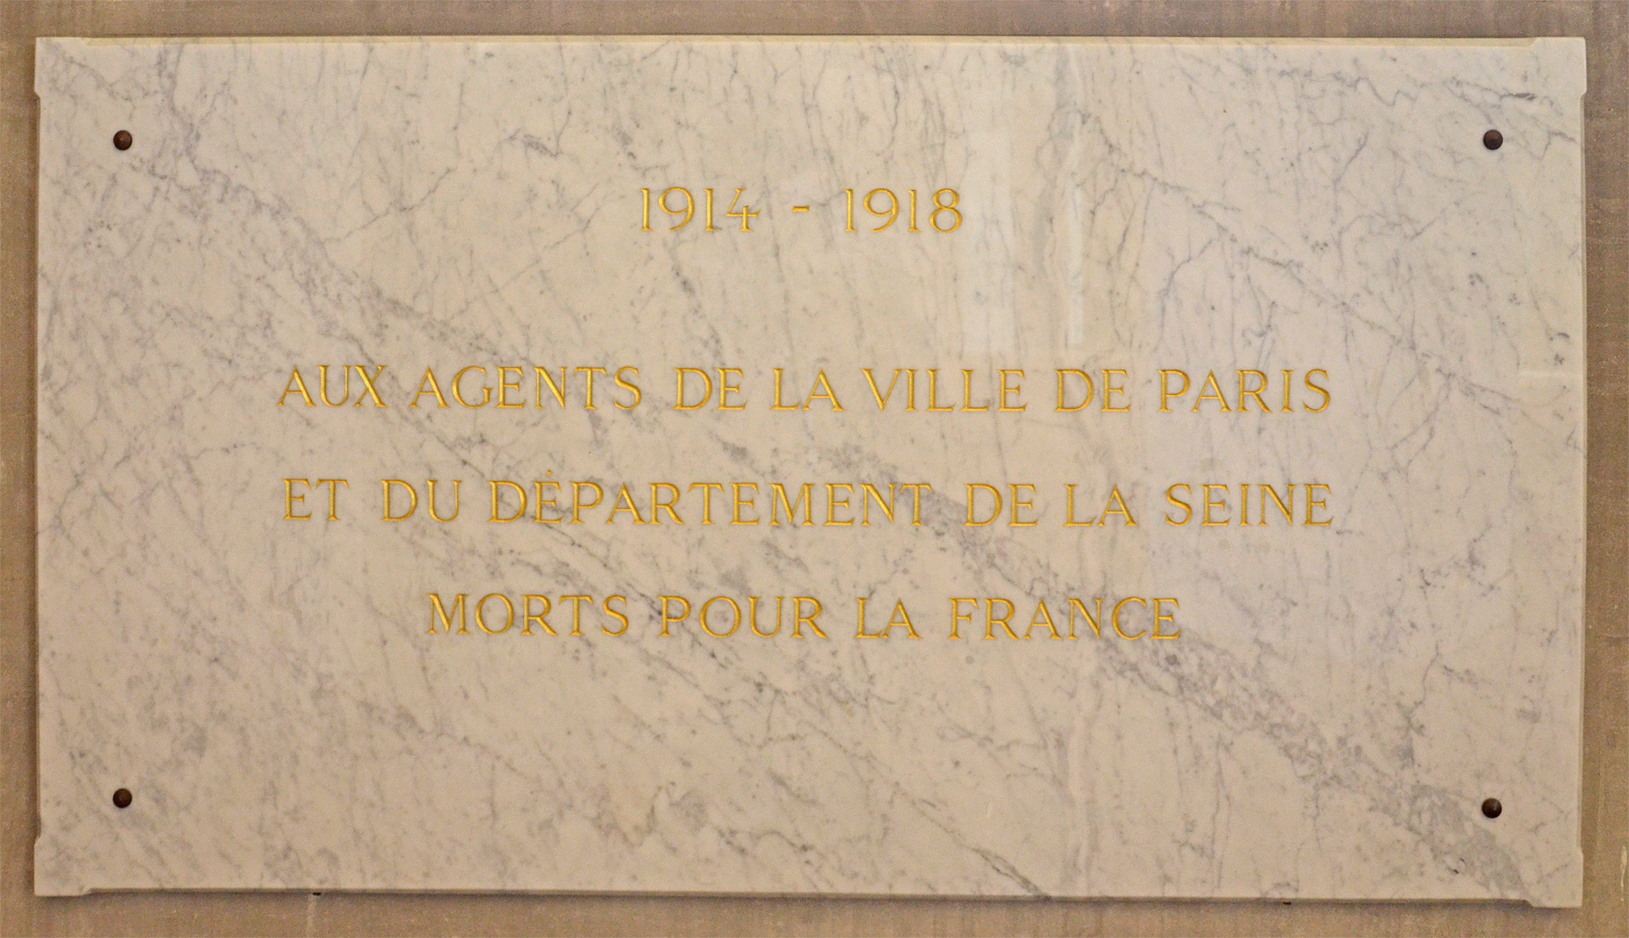 1914 - 1918
AUX AGENTS DE LA VILLE DE PARIS
ET DU DÉPARTEMENT DE LA SEINE
MORTS POUR LA FRANCE